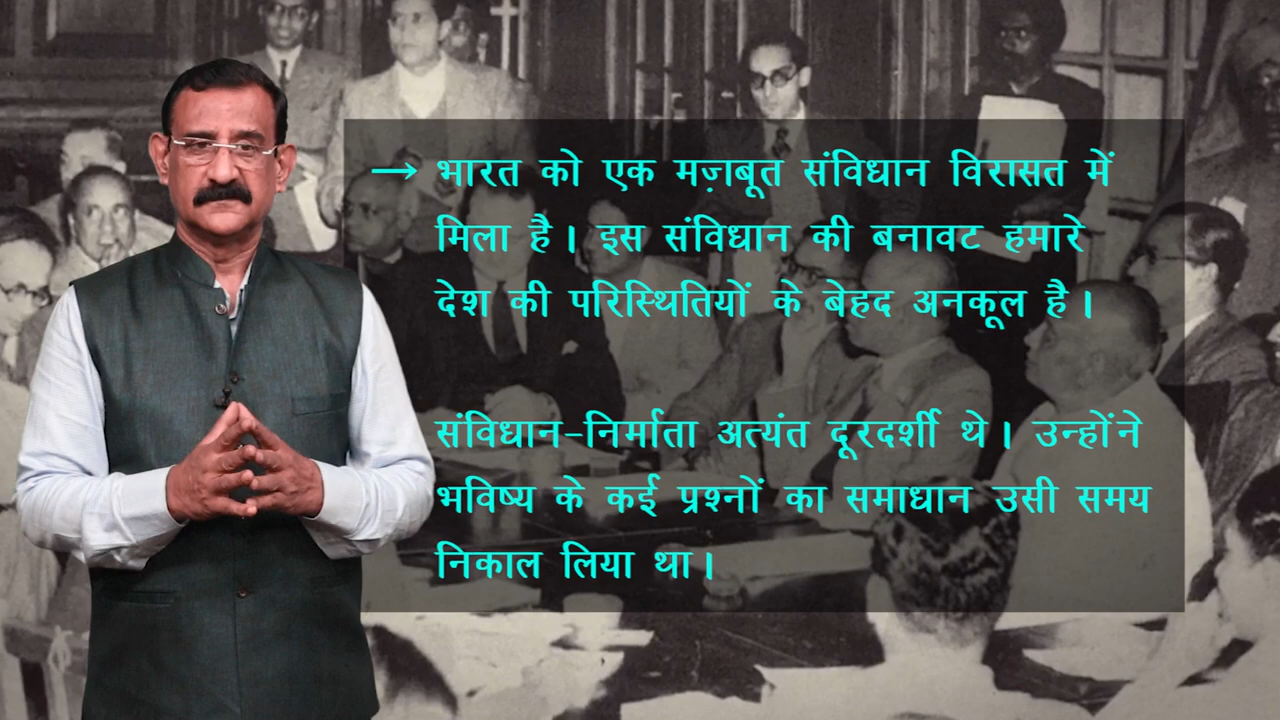 → भारत को एक मज़बूत संविधान विरासत में
मिला है। इस संविधान की बनावट हमारे
देश की परिस्थितियों के बेहद अनकूल है।
संविधान-निर्माता अत्यंत दूरदर्शी थे। उन्होंने
भविष्य के कई प्रश्नों का समाधान उसी समय
निकाल लिया था।